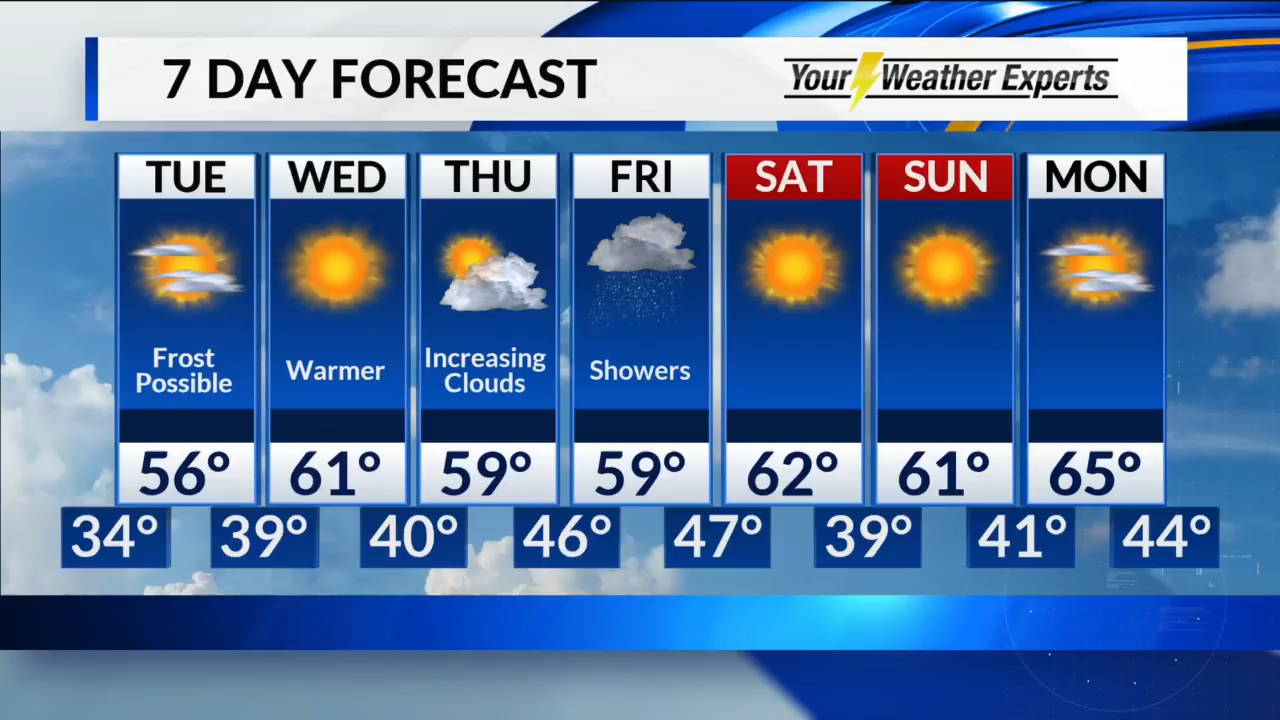 7 DAY FORECAST
Your Weather Experts
TUE WED THU FRI SAT SUN MON
Frost Possible
Warmer
Increasing Clouds
Showers
56° 61° 59° 59° 62° 61° 65°
34° 39° 40° 46° 47° 39° 41° 44°